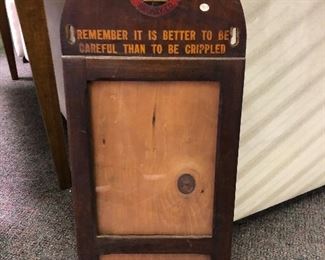 REMEMBER IT IS BETTER TO BE
CAREFUL THAN TO BE CRIPPLED